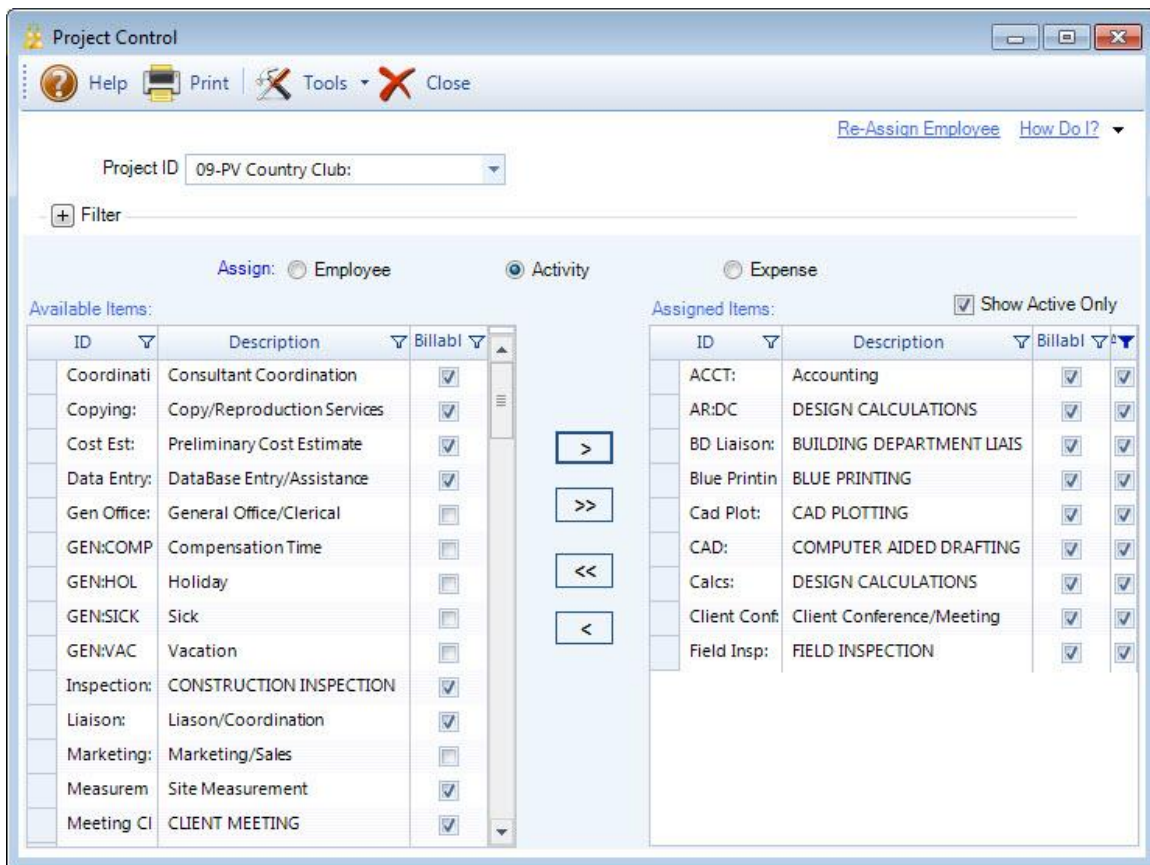 Project Control
Help Print Tools Close
Re-Assign Employee How Do I?
Project ID 09-PV Country Club:
+ Filter
Assign: Employee Activity Expense
Available Items:
ID Description Billabl
Coordinati Consultant Coordination
Copying: Copy/Reproduction Services
Cost Est: Preliminary Cost Estimate
Data Entry: DataBase Entry/Assistance
Gen Office: General Office/Clerical
GEN:COMP Compensation Time
GEN:HOL Holiday
GEN:SICK Sick
GEN:VAC Vacation
Inspection: CONSTRUCTION INSPECTION
Liaison: Liason/Coordination
Marketing: Marketing/Sales
Measurem Site Measurement
Meeting Cl CLIENT MEETING
>
>>
<<
<
Assigned Items: Show Active Only
ID Description Billabl
ACCT: Accounting
AR:DC DESIGN CALCULATIONS
BD Liaison: BUILDING DEPARTMENT LIAIS
Blue Printin BLUE PRINTING
Cad Plot: CAD PLOTTING
CAD: COMPUTER AIDED DRAFTING
Calcs: DESIGN CALCULATIONS
Client Conf: Client Conference/Meeting
Field Insp: FIELD INSPECTION